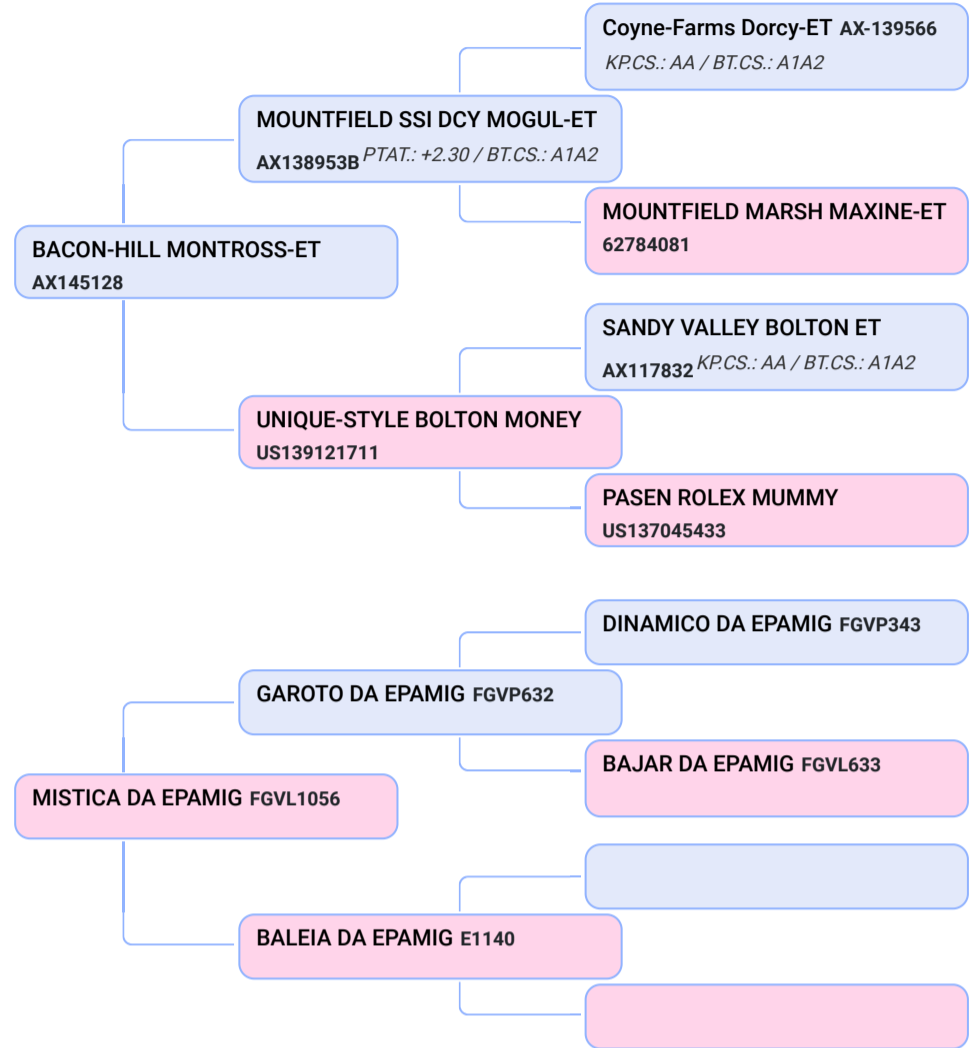 Coyne-Farms Dorcy-ET AX-139566
KP.CS.: AA / BT.CS.: A1A2
MOUNTFIELD SSI DCY MOGUL-ET
AX138953B PTAT.: +2.30 / BT.CS.: A1A2
MOUNTFIELD MARSH MAXINE-ET
62784081
BACON-HILL MONTROSS-ET
AX145128
SANDY VALLEY BOLTON ET
AX117832 KP.CS.: AA / BT.CS.: A1A2
UNIQUE-STYLE BOLTON MONEY
US139121711
PASEN ROLEX MUMMY
US137045433
DINAMICO DA EPAMIG FGVP343
GAROTO DA EPAMIG FGVP632
BAJAR DA EPAMIG FGVL633
MISTICA DA EPAMIG FGVL1056
BALEIA DA EPAMIG E1140